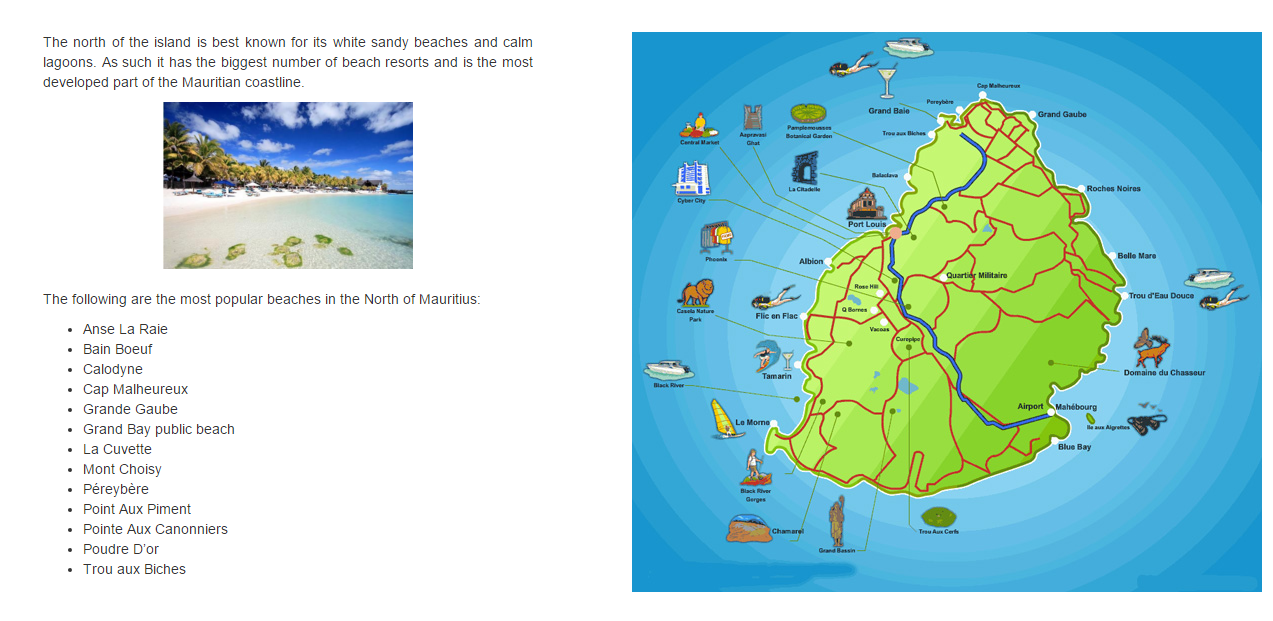 The north of the island is best known for its white sandy beaches and calm
lagoons. As such it has the biggest number of beach resorts and is the most
developed part of the Mauritian coastline.
The following are the most popular beaches in the North of Mauritius:
• Anse La Raie
• Bain Boeuf
• Calodyne
• Cap Malheureux
• Grande Gaube
• Grand Bay public beach
• La Cuvette
• Mont Choisy
• Péreybère
• Point Aux Piment
• Pointe Aux Canonniers
• Poudre D'or
• Trou aux Biches
Cap Malheureux
Pereybère
Grand Baie
Grand Gaube
Trou aux Biches
Pamplemousses
Botanical Garden
Aapravasi
Ghat
Central Market
Balaclava
La Citadelle
Roches Noires
Cyber City
Port Louis
Phoenix
Albion
Belle Mare
Quartier Militaire
Rose Hill
Trou d'Eau Douce
Casela Nature
Park
Q Bornes
Flic en Flac
Vacoas
Curepipe
Domaine du Chasseur
Tamarin
Black River
Airport
Mahébourg
Le Morne
Ile aux Aigrettes
Blue Bay
Black River
Gorges
Chamarel
Trou Aux Cerfs
Grand Bassin